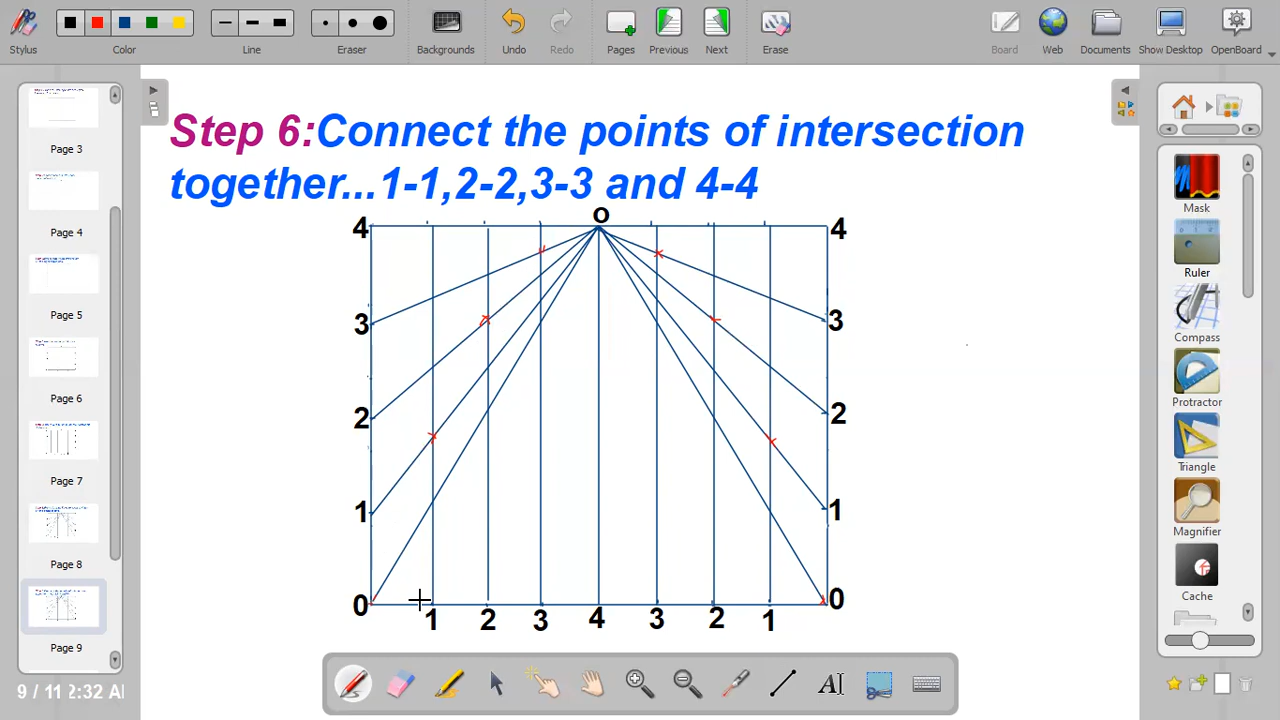 Stylus
Color
Line
Eraser
Backgrounds
Undo
Redo
Pages
Previous
Next
Erase
Board
Web
Documents
Show Desktop
OpenBoard
Step 6:Connect the points of intersection
together...1-1,2-2,3-3 and 4-4
O
4
4
3
3
2
2
1
1
0
0
1
2
3
4
3
2
1
Page 3
Page 4
Page 5
Page 6
Page 7
Page 8
Page 9
9 / 11
2:32
Mask
Ruler
Compass
Protractor
Triangle
Magnifier
Cache